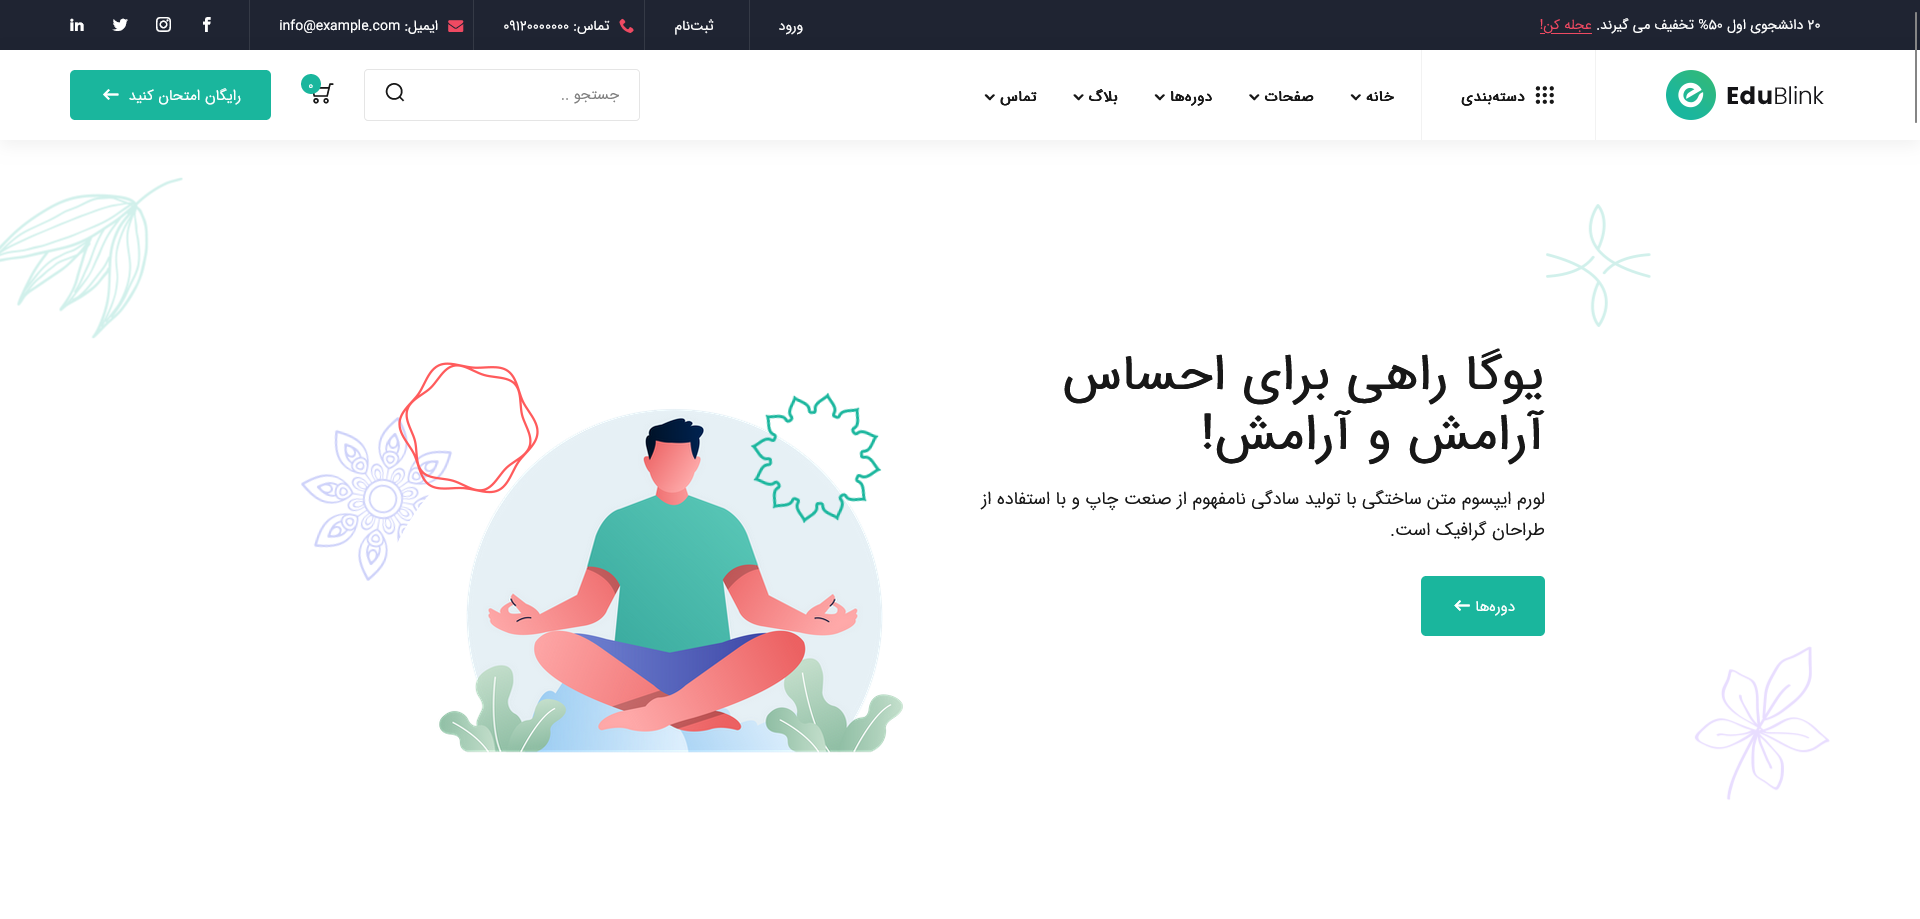 ۲۰ دانشجوی اول ۵۰% تخفیف می گیرند. عجله کن!
ورود
ثبت‌نام
تماس: ۰۹۱۲۰۰۰۰۰۰۰
ایمیل: info@example.com
EduBlink
دسته‌بندی
خانه
صفحات
دوره‌ها
بلاگ
تماس
جستجو ..
۰
رایگان امتحان کنید
یوگا راهی برای احساس
آرامش و آرامش!
لورم ایپسوم متن ساختگی با تولید سادگی نامفهوم از صنعت چاپ و با استفاده از
طراحان گرافیک است.
دوره‌ها